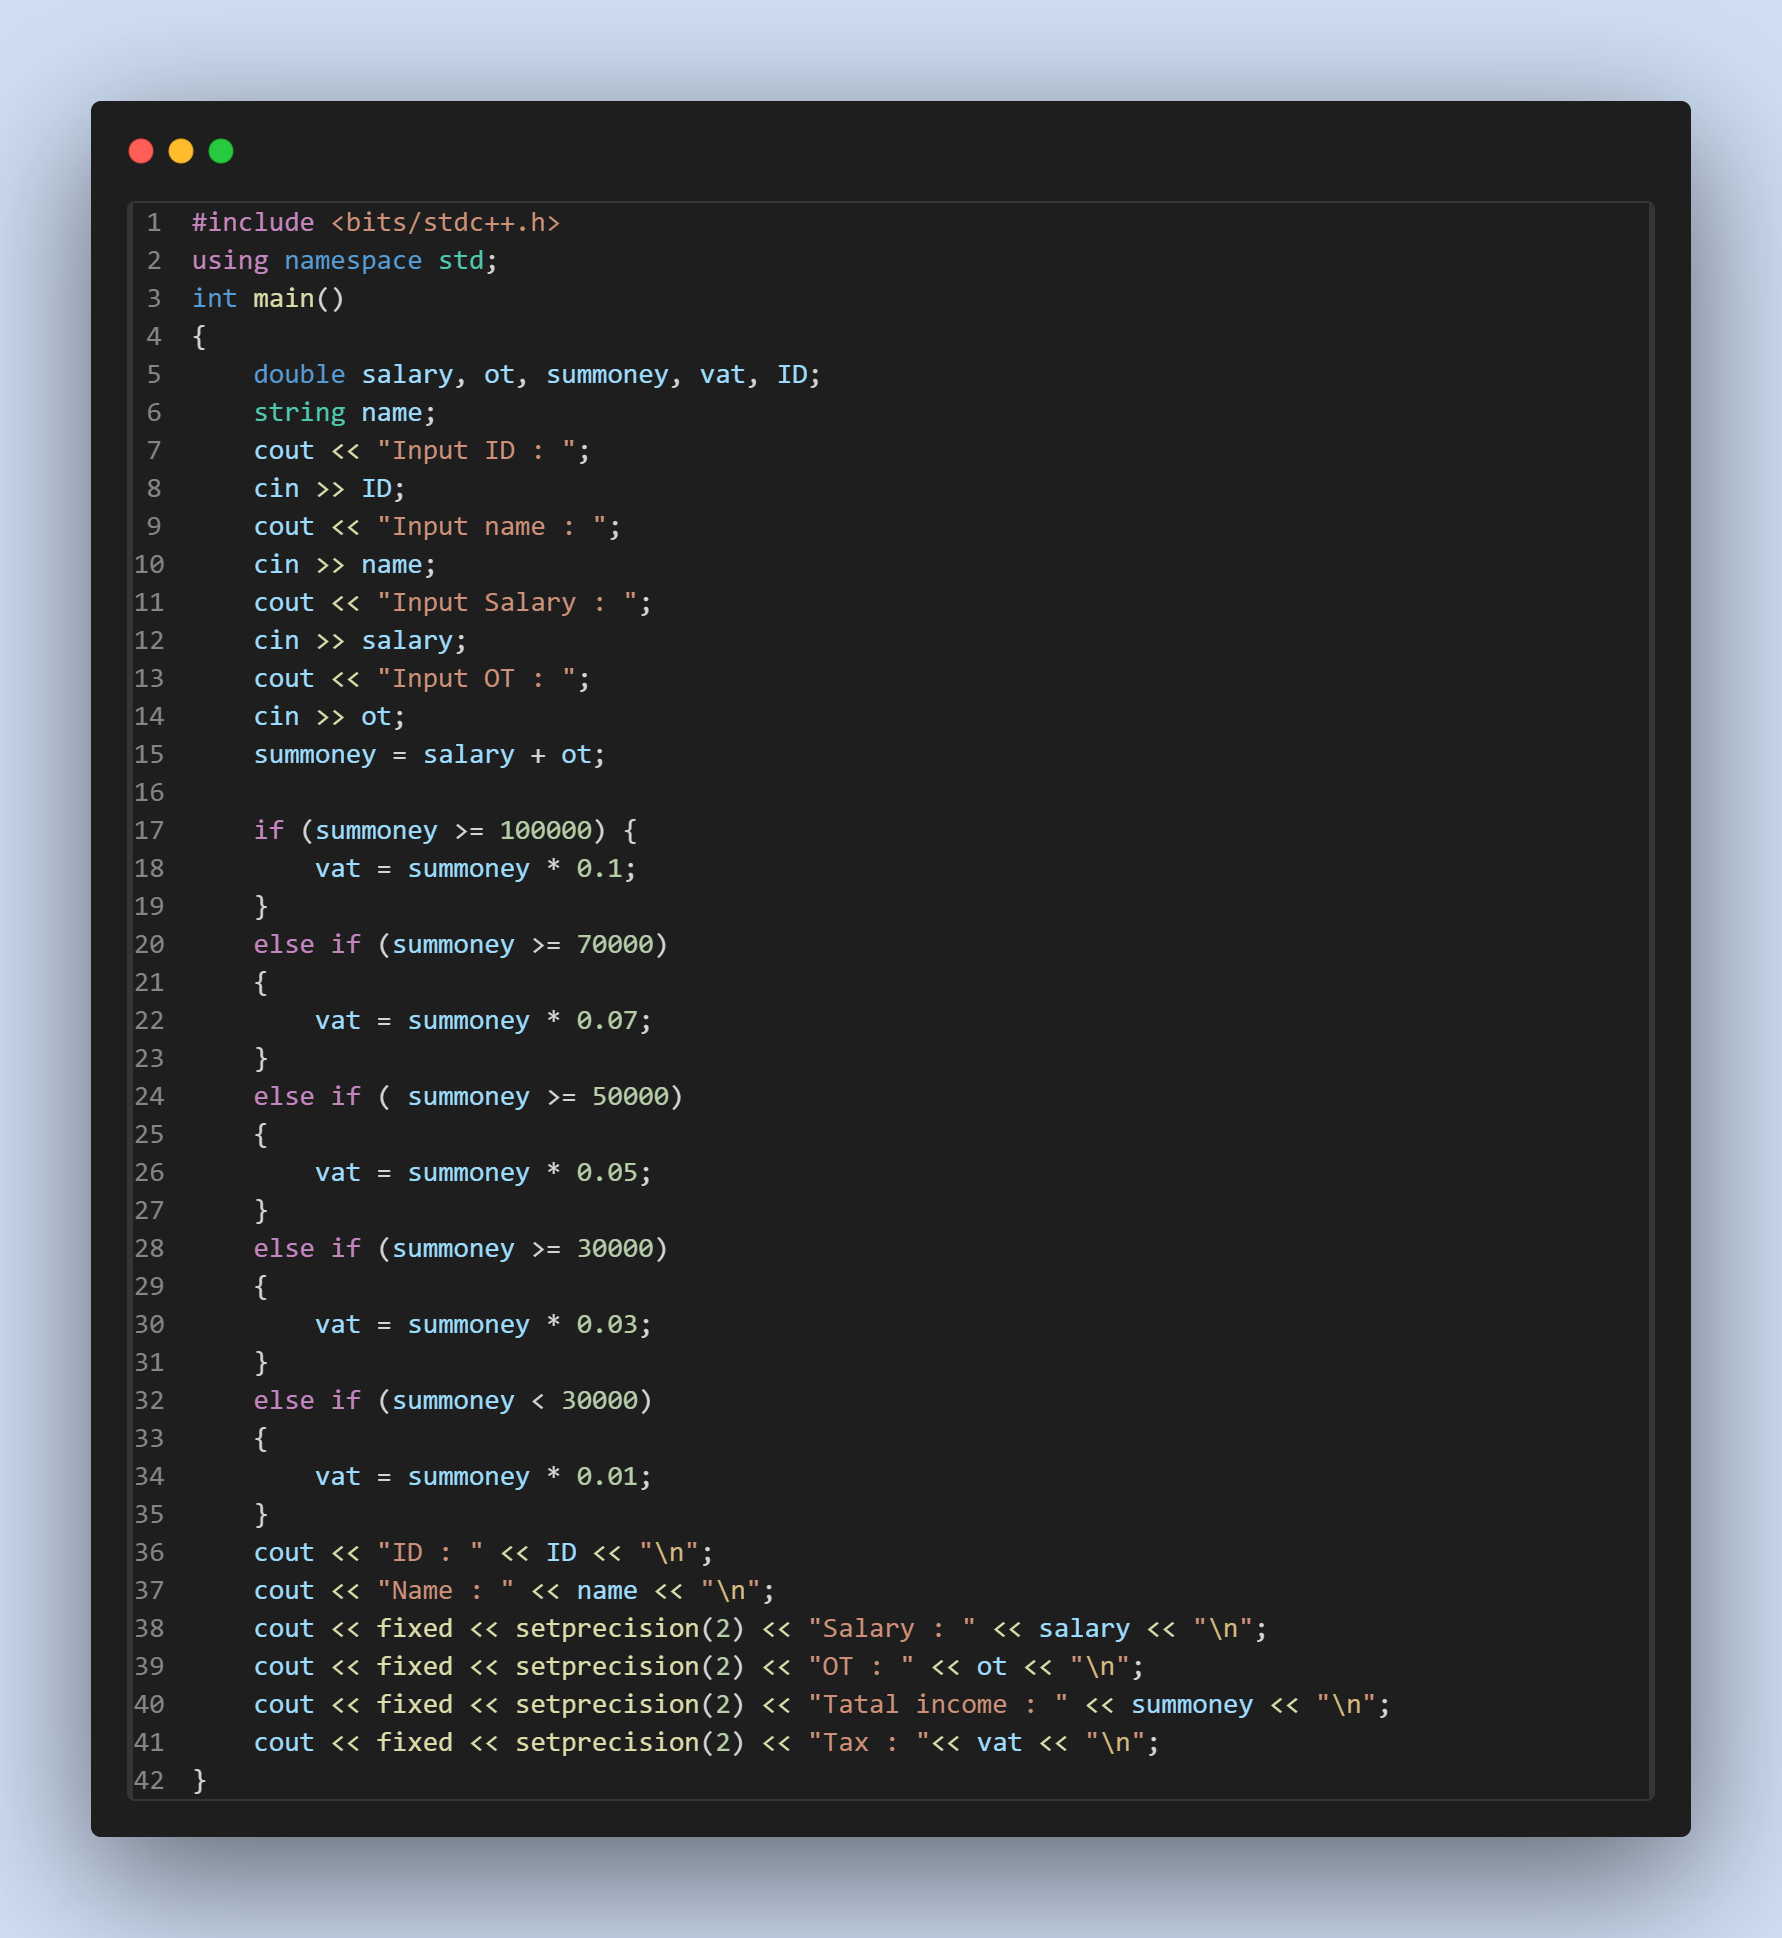 1 #include <bits/stdc++.h>
2 using namespace std;
3 int main()
4 {
5     double salary, ot, summoney, vat, ID;
6     string name;
7     cout << "Input ID : ";
8     cin >> ID;
9     cout << "Input name : ";
10     cin >> name;
11     cout << "Input Salary : ";
12     cin >> salary;
13     cout << "Input OT : ";
14     cin >> ot;
15     summoney = salary + ot;
16
17     if (summoney >= 100000) {
18         vat = summoney * 0.1;
19     }
20     else if (summoney >= 70000)
21     {
22         vat = summoney * 0.07;
23     }
24     else if ( summoney >= 50000)
25     {
26         vat = summoney * 0.05;
27     }
28     else if (summoney >= 30000)
29     {
30         vat = summoney * 0.03;
31     }
32     else if (summoney < 30000)
33     {
34         vat = summoney * 0.01;
35     }
36     cout << "ID : " << ID << "\n";
37     cout << "Name : " << name << "\n";
38     cout << fixed << setprecision(2) << "Salary : " << salary << "\n";
39     cout << fixed << setprecision(2) << "OT : " << ot << "\n";
40     cout << fixed << setprecision(2) << "Tatal income : " << summoney << "\n";
41     cout << fixed << setprecision(2) << "Tax : "<< vat << "\n";
42 }